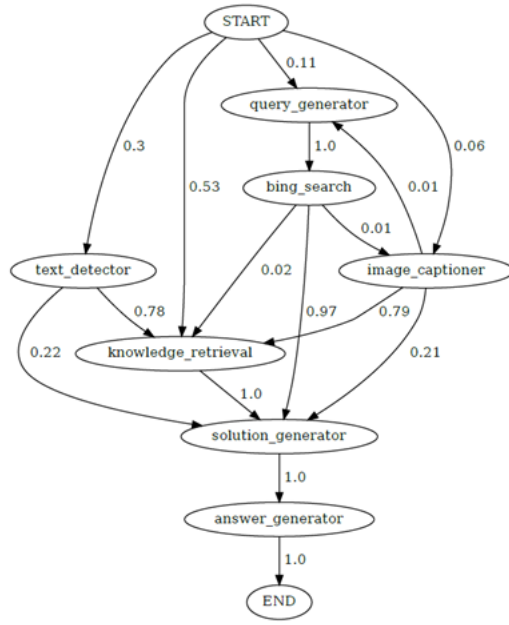 START
0.11
query_generator
0.3
0.53
1.0
0.06
bing_search
0.01
0.01
text_detector
0.02
image_captioner
0.78
0.97
0.79
0.22
knowledge_retrieval
0.21
1.0
solution_generator
1.0
answer_generator
1.0
END